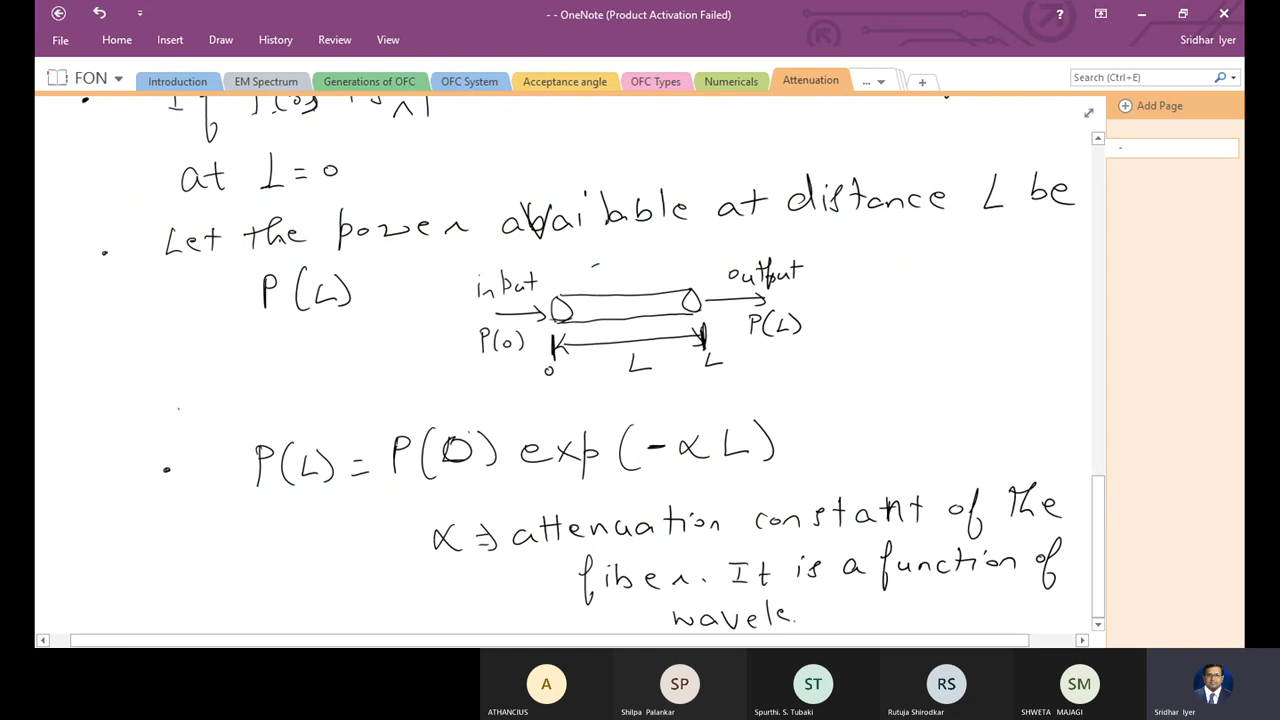 - - OneNote (Product Activation Failed)
File Home Insert Draw History Review View
Sridhar Iyer
FON Introduction EM Spectrum Generations of OFC OFC System Acceptance angle OFC Types Numericals Attenuation ...
Search (Ctrl+E)
Add Page
-
If
at L = 0
Let the power available at distance L be
P(L)
input
output
P(0)
P(L)
0
L
L
P(L) = P(0) exp(-αL)
α ⇒ attenuation constant of the
fiber. It is a function of
wavele
A
SP
ST
RS
SM
ATHANCIUS
Shilpa Palankar
Spurthi. S. Tubaki
Rutuja Shirodkar
SHWETA MAJAGI
Sridhar Iyer